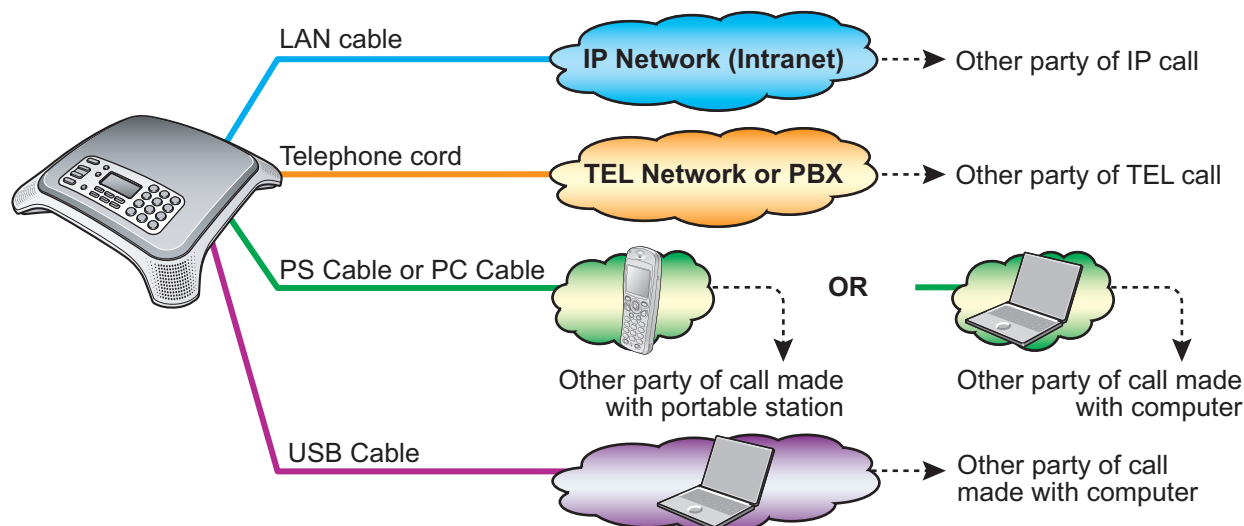 LAN cable
IP Network (Intranet)
Other party of IP call
Telephone cord
TEL Network or PBX
Other party of TEL call
PS Cable or PC Cable
OR
Other party of call made
with portable station
Other party of call made
with computer
USB Cable
Other party of call
made with computer